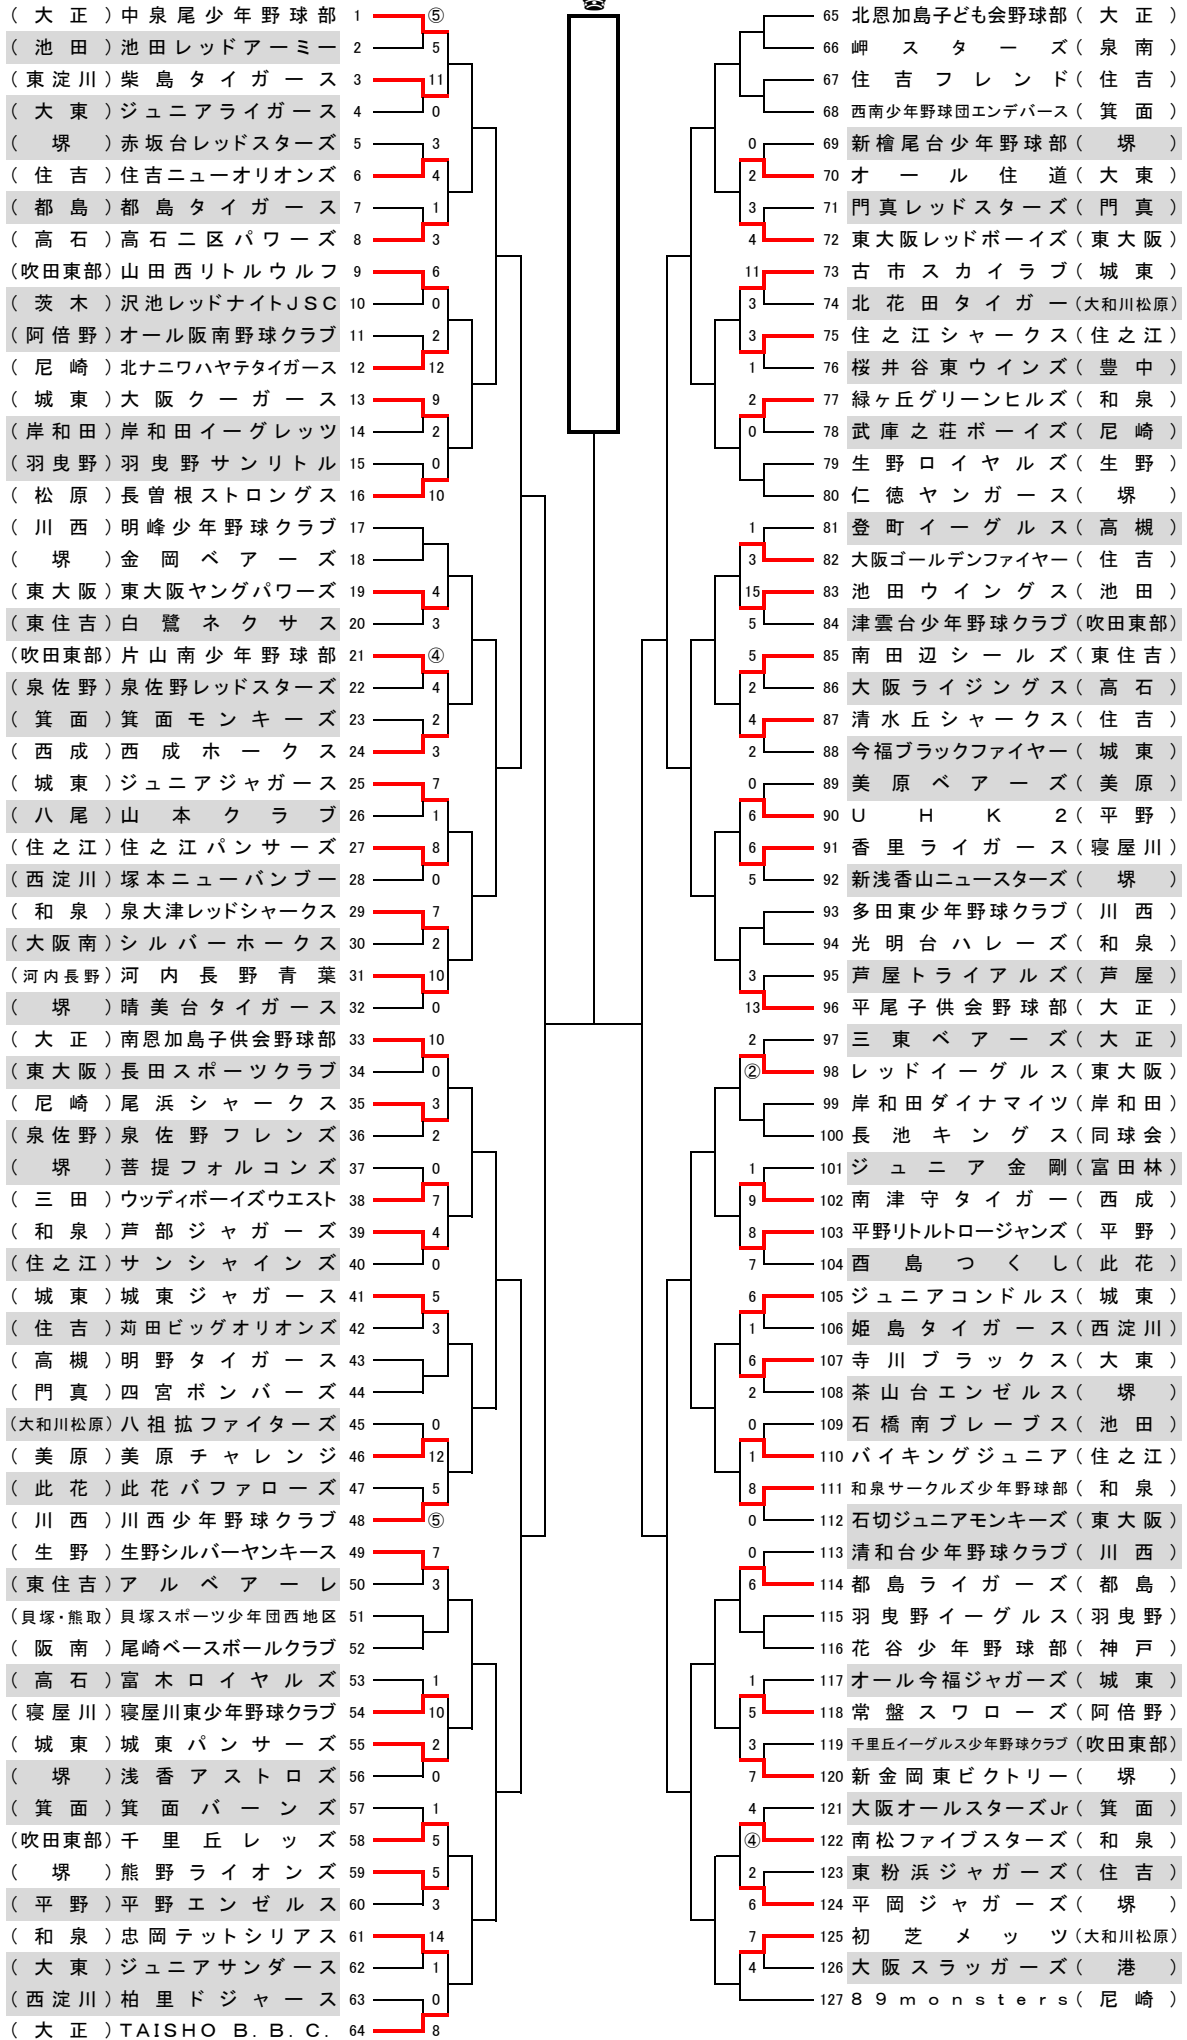 (大正) 中泉尾少年野球部 1 ⑤
(池田) 池田レッドアーミー 2 5
(東淀川) 柴島タイガース 3 11
(大東) ジュニアライガース 4 0
(堺) 赤坂台レッドスターズ 5 3
(住吉) 住吉ニューオリオンズ 6 4
(都島) 都島タイガース 7 1
(高石) 高石二区パワーズ 8 3
(吹田東部) 山田西リトルウルフ 9 6
(茨木) 沢池レッドナイトJSC 10 0
(阿倍野) オール阪南野球クラブ 11 2
(尼崎) 北ナニワハヤテタイガース 12 12
(城東) 大阪クーガース 13 9
(岸和田) 岸和田イーグレッツ 14 2
(羽曳野) 羽曳野サンリトル 15 0
(松原) 長曽根ストロングス 16 10
(川西) 明峰少年野球クラブ 17
(堺) 金岡ベアーズ 18
(東大阪) 東大阪ヤングパワーズ 19 4
(東住吉) 白鷺ネクサス 20 3
(吹田東部) 片山南少年野球部 21 ④
(泉佐野) 泉佐野レッドスターズ 22 4
(箕面) 箕面モンキーズ 23 2
(西成) 西成ホークス 24 3
(城東) ジュニアジャガース 25 7
(八尾) 山本クラブ 26 1
(住之江) 住之江パンサーズ 27 8
(西淀川) 塚本ニューバンブー 28 0
(和泉) 泉大津レッドシャークス 29 7
(大阪南) シルバーホークス 30 2
(河内長野) 河内長野青葉 31 10
(堺) 晴美台タイガース 32 0
(大正) 南恩加島子供会野球部 33 10
(東大阪) 長田スポーツクラブ 34 0
(尼崎) 尾浜シャークス 35 3
(泉佐野) 泉佐野フレンズ 36 2
(堺) 菩提フォルコンズ 37 0
(三田) ウッディボーイズウエスト 38 7
(和泉) 芦部ジャガーズ 39 4
(住之江) サンシャインズ 40 0
(城東) 城東ジャガース 41 5
(住吉) 苅田ビッグオリオンズ 42 3
(高槻) 明野タイガース 43
(門真) 四宮ボンバーズ 44
(大和川松原) 八祖拡ファイターズ 45 0
(美原) 美原チャレンジ 46 12
(此花) 此花バファローズ 47 5
(川西) 川西少年野球クラブ 48 ⑤
(生野) 生野シルバーヤンキース 49 7
(東住吉) アルベアーレ 50 3
(貝塚・熊取) 貝塚スポーツ少年団西地区 51
(阪南) 尾崎ベースボールクラブ 52
(高石) 富木ロイヤルズ 53 1
(寝屋川) 寝屋川東少年野球クラブ 54 10
(城東) 城東パンサーズ 55 2
(堺) 浅香アストロズ 56 0
(箕面) 箕面バーンズ 57 1
(吹田東部) 千里丘レッズ 58 5
(堺) 熊野ライオンズ 59 5
(平野) 平野エンゼルス 60 3
(和泉) 忠岡テットシリアス 61 14
(大東) ジュニアサンダース 62 1
(西淀川) 柏里ドジャース 63 0
(大正) TAISHO B.B.C. 64 8
65 北恩加島子ども会野球部 (大正)
66 岬スターズ (泉南)
67 住吉フレンド (住吉)
68 西南少年野球団エンデバース (箕面)
0 69 新檜尾台少年野球部 (堺)
2 70 オール住道 (大東)
3 71 門真レッドスターズ (門真)
4 72 東大阪レッドボーイズ (東大阪)
11 73 古市スカイラブ (城東)
3 74 北花田タイガー (大和川松原)
3 75 住之江シャークス (住之江)
1 76 桜井谷東ウインズ (豊中)
2 77 緑ヶ丘グリーンヒルズ (和泉)
0 78 武庫之荘ボーイズ (尼崎)
79 生野ロイヤルズ (生野)
80 仁徳ヤンガース (堺)
1 81 登町イーグルス (高槻)
3 82 大阪ゴールデンファイヤー (住吉)
15 83 池田ウイングス (池田)
5 84 津雲台少年野球クラブ (吹田東部)
5 85 南田辺シールズ (東住吉)
2 86 大阪ライジングス (高石)
4 87 清水丘シャークス (住吉)
2 88 今福ブラックファイヤー (城東)
0 89 美原ベアーズ (美原)
6 90 UHK2 (平野)
6 91 香里ライガース (寝屋川)
5 92 新浅香山ニュースターズ (堺)
93 多田東少年野球クラブ (川西)
94 光明台ハレーズ (和泉)
3 95 芦屋トライアルズ (芦屋)
13 96 平尾子供会野球部 (大正)
2 97 三東ベアーズ (大正)
② 98 レッドイーグルス (東大阪)
99 岸和田ダイナマイツ (岸和田)
100 長池キングス (同球会)
1 101 ジュニア金剛 (富田林)
9 102 南津守タイガー (西成)
8 103 平野リトルトロージャンズ (平野)
7 104 酉島つくし (此花)
6 105 ジュニアコンドルス (城東)
1 106 姫島タイガース (西淀川)
6 107 寺川ブラックス (大東)
2 108 茶山台エンゼルス (堺)
0 109 石橋南ブレーブス (池田)
1 110 バイキングジュニア (住之江)
8 111 和泉サークルズ少年野球部 (和泉)
0 112 石切ジュニアモンキーズ (東大阪)
0 113 清和台少年野球クラブ (川西)
6 114 都島ライガーズ (都島)
115 羽曳野イーグルス (羽曳野)
116 花谷少年野球部 (神戸)
1 117 オール今福ジャガーズ (城東)
5 118 常盤スワローズ (阿倍野)
3 119 千里丘イーグルス少年野球クラブ (吹田東部)
7 120 新金岡東ビクトリー (堺)
4 121 大阪オールスターズJr (箕面)
④ 122 南松ファイブスターズ (和泉)
2 123 東粉浜ジャガーズ (住吉)
6 124 平岡ジャガーズ (堺)
7 125 初芝メッツ (大和川松原)
4 126 大阪スラッガーズ (港)
127 89monsters (尼崎)